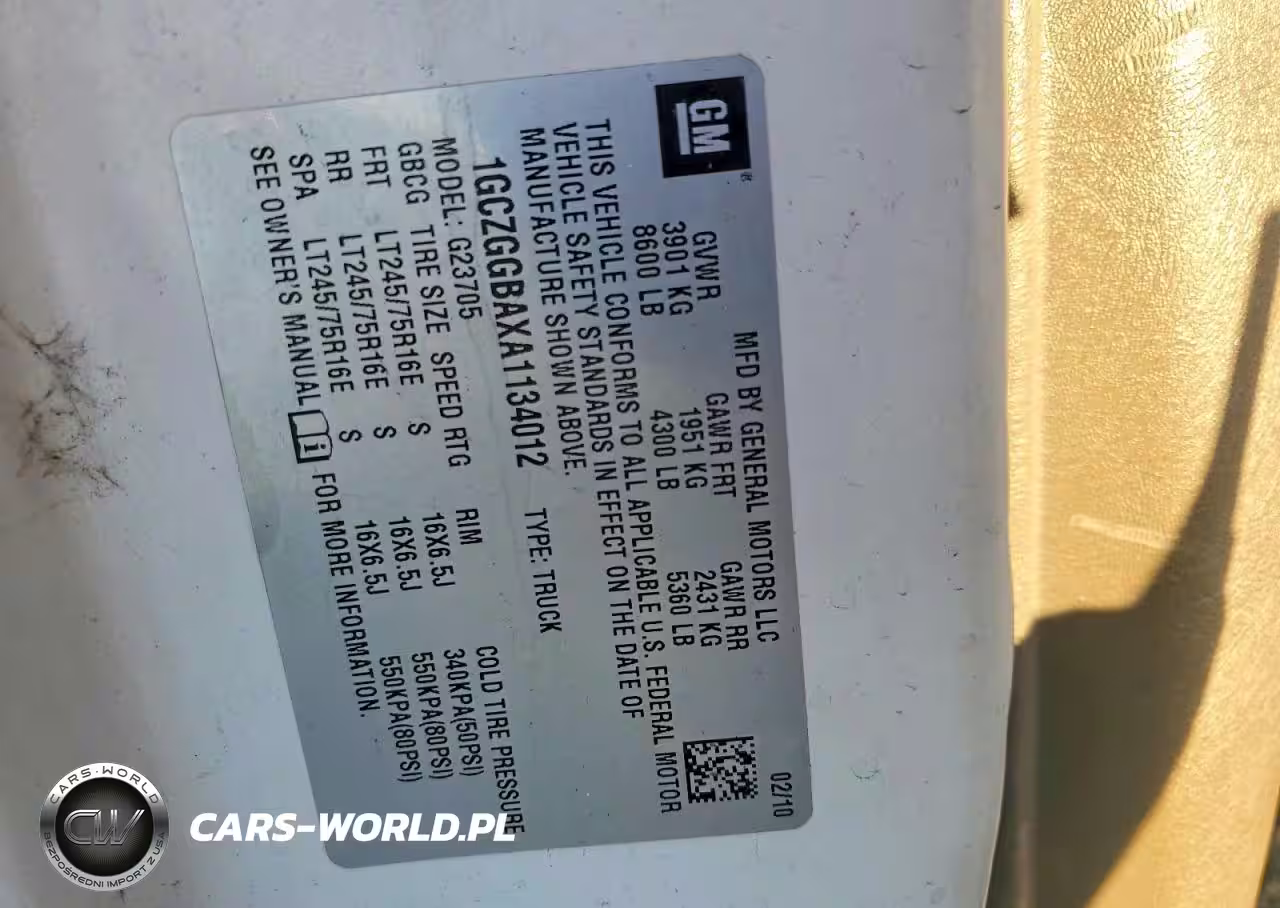 GM®
MFD BY GENERAL MOTORS LLC 02/10
GVWR GAWR FRT GAWR RR
3901 KG 1951 KG 2431 KG
8600 LB 4300 LB 5360 LB
THIS VEHICLE CONFORMS TO ALL APPLICABLE U.S. FEDERAL MOTOR
VEHICLE SAFETY STANDARDS IN EFFECT ON THE DATE OF
MANUFACTURE SHOWN ABOVE.
1GCZGGBAXA1134012 TYPE: TRUCK
MODEL: G23705
GBCG TIRE SIZE SPEED RTG RIM COLD TIRE PRESSURE
FRT LT245/75R16E S 16X6.5J 340KPA(50PSI)
RR LT245/75R16E S 16X6.5J 550KPA(80PSI)
SPA LT245/75R16E S 16X6.5J 550KPA(80PSI)
SEE OWNER'S MANUAL i FOR MORE INFORMATION.
CARS-WORLD
CW
BEZPOŚREDNI IMPORT Z USA
CARS-WORLD.PL